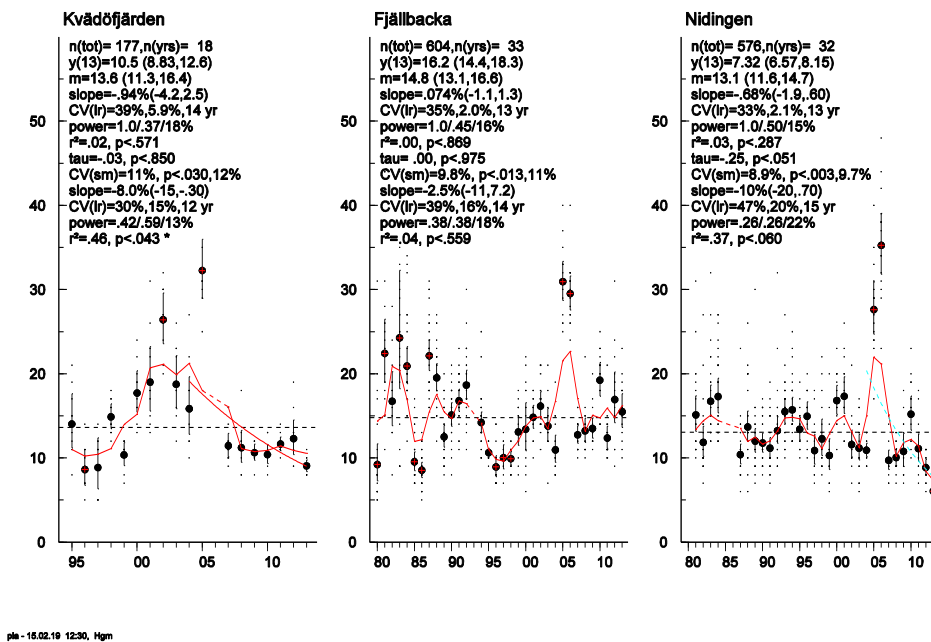 Kvädöfjärden
n(tot)= 177,n(yrs)= 18
y(13)=10.5 (8.83,12.6)
m=13.6 (11.3,16.4)
slope=-.94%(-4.2,2.5)
CV(lr)=39%,5.9%,14 yr
power=1.0/.37/18%
r²=.02, p<.571
tau=-.03, p<.850
CV(sm)=11%, p<.030,12%
slope=-8.0%(-15,-.30)
CV(lr)=30%,15%,12 yr
power=.42/.59/13%
r²=.46, p<.043 *
50
40
30
20
10
0
95 00 05 10
Fjällbacka
n(tot)= 604,n(yrs)= 33
y(13)=16.2 (14.4,18.3)
m=14.8 (13.1,16.6)
slope=.074%(-1.1,1.3)
CV(lr)=35%,2.0%,13 yr
power=1.0/.45/16%
r²=.00, p<.869
tau= .00, p<.975
CV(sm)=9.8%, p<.013,11%
slope=-2.5%(-11,7.2)
CV(lr)=39%,16%,14 yr
power=.38/.38/18%
r²=.04, p<.559
50
40
30
20
10
0
80 85 90 95 00 05 10
Nidingen
n(tot)= 576,n(yrs)= 32
y(13)=7.32 (6.57,8.15)
m=13.1 (11.6,14.7)
slope=-.68%(-1.9,.60)
CV(lr)=33%,2.1%,13 yr
power=1.0/.50/15%
r²=.03, p<.287
tau=-.25, p<.051
CV(sm)=8.9%, p<.003,9.7%
slope=-10%(-20,.70)
CV(lr)=47%,20%,15 yr
power=.26/.26/22%
r²=.37, p<.060
50
40
30
20
10
0
80 85 90 95 00 05 10
pia - 15.02.19 12:30, Hgm